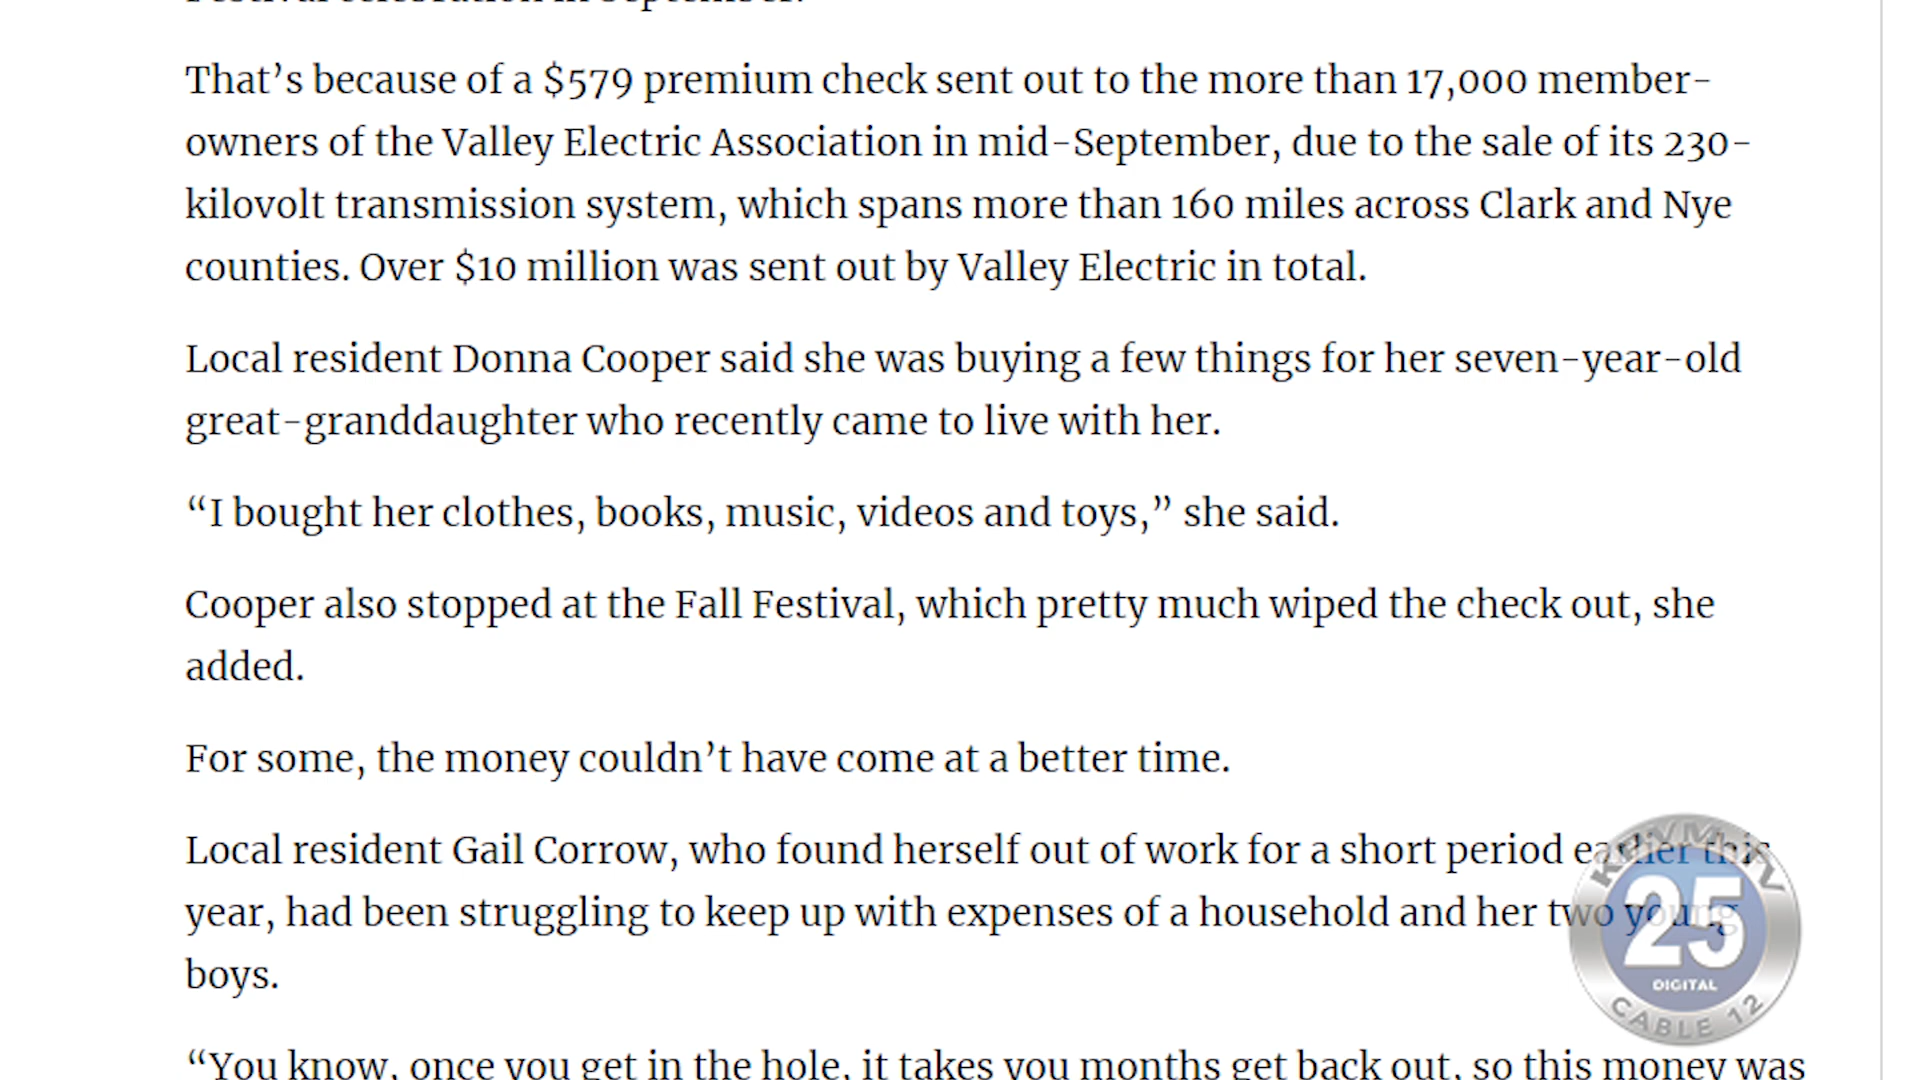 Festival celebration in September.
That’s because of a $579 premium check sent out to the more than 17,000 member-
owners of the Valley Electric Association in mid-September, due to the sale of its 230-
kilovolt transmission system, which spans more than 160 miles across Clark and Nye
counties. Over $10 million was sent out by Valley Electric in total.
Local resident Donna Cooper said she was buying a few things for her seven-year-old
great-granddaughter who recently came to live with her.
“I bought her clothes, books, music, videos and toys,” she said.
Cooper also stopped at the Fall Festival, which pretty much wiped the check out, she
added.
For some, the money couldn’t have come at a better time.
Local resident Gail Corrow, who found herself out of work for a short period earlier this
year, had been struggling to keep up with expenses of a household and her two young
boys.
“You know, once you get in the hole, it takes you months get back out, so this money was
25
DIGITAL
CABLE 12